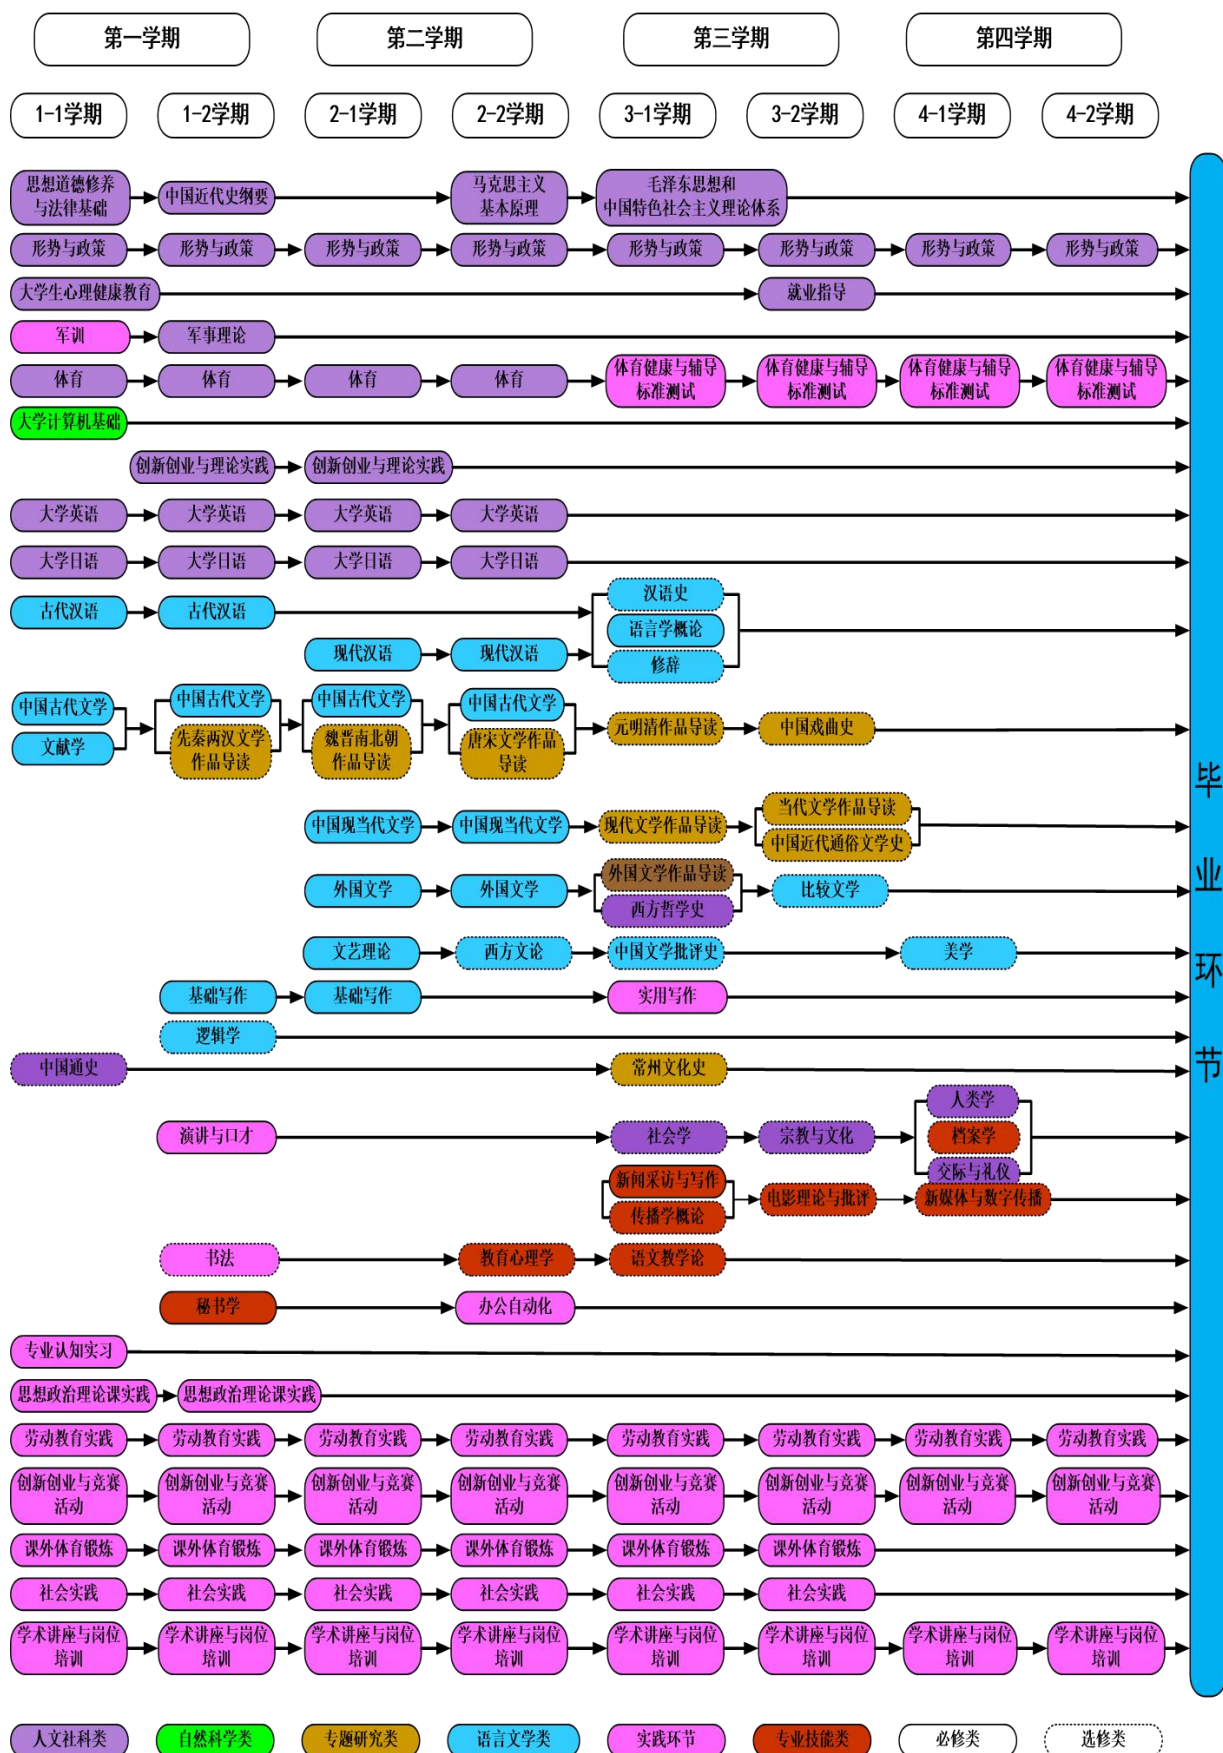 第一学期 第二学期 第三学期 第四学期
1-1学期 1-2学期 2-1学期 2-2学期 3-1学期 3-2学期 4-1学期 4-2学期
思想道德修养
与法律基础
中国近代史纲要
马克思主义
基本原理
毛泽东思想和
中国特色社会主义理论体系
形势与政策 形势与政策 形势与政策 形势与政策 形势与政策 形势与政策 形势与政策 形势与政策
大学生心理健康教育 就业指导
军训 军事理论
体育 体育 体育 体育
体育健康与辅导
标准测试
体育健康与辅导
标准测试
体育健康与辅导
标准测试
体育健康与辅导
标准测试
大学计算机基础
创新创业与理论实践 创新创业与理论实践
大学英语 大学英语 大学英语 大学英语
大学日语 大学日语 大学日语 大学日语
古代汉语 古代汉语
汉语史
语言学概论
现代汉语 现代汉语
修辞
中国古代文学
文献学
中国古代文学
先秦两汉文学
作品导读
中国古代文学
魏晋南北朝
作品导读
中国古代文学
唐宋文学作品
导读
元明清作品导读 中国戏曲史
中国现当代文学 中国现当代文学 现代文学作品导读
当代文学作品导读
中国近代通俗文学史
外国文学 外国文学
外国文学作品导读
西方哲学史
比较文学
文艺理论 西方文论 中国文学批评史 美学
基础写作 基础写作 实用写作
逻辑学
中国通史 常州文化史
演讲与口才 社会学 宗教与文化
人类学
档案学
交际与礼仪
新闻采访与写作
传播学概论
电影理论与批评 新媒体与数字传播
书法 教育心理学 语文教学论
秘书学 办公自动化
专业认知实习
思想政治理论课实践 思想政治理论课实践
劳动教育实践 劳动教育实践 劳动教育实践 劳动教育实践 劳动教育实践 劳动教育实践 劳动教育实践 劳动教育实践
创新创业与竞赛
活动
创新创业与竞赛
活动
创新创业与竞赛
活动
创新创业与竞赛
活动
创新创业与竞赛
活动
创新创业与竞赛
活动
创新创业与竞赛
活动
创新创业与竞赛
活动
课外体育锻炼 课外体育锻炼 课外体育锻炼 课外体育锻炼 课外体育锻炼 课外体育锻炼
社会实践 社会实践 社会实践 社会实践 社会实践 社会实践
学术讲座与岗位
培训
学术讲座与岗位
培训
学术讲座与岗位
培训
学术讲座与岗位
培训
学术讲座与岗位
培训
学术讲座与岗位
培训
学术讲座与岗位
培训
学术讲座与岗位
培训
毕业环节
人文社科类 自然科学类 专题研究类 语言文学类 实践环节 专业技能类 必修类 选修类